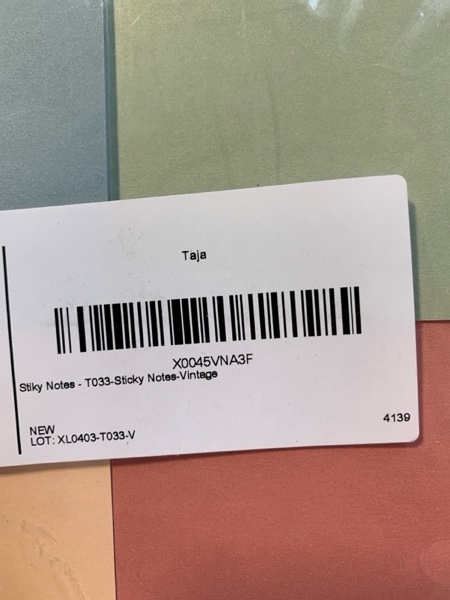 Taja
X0045VNA3F
Stiky Notes - T033-Sticky Notes-Vintage
NEW
LOT: XL0403-T033-V
4139